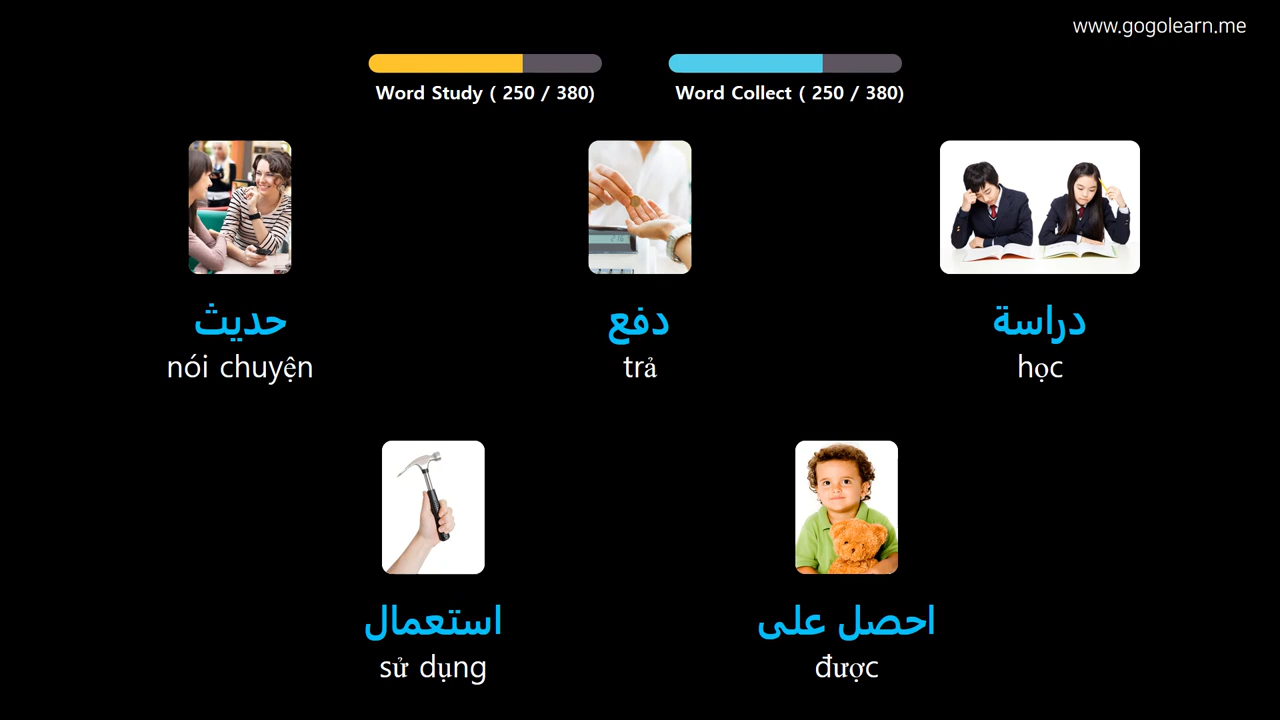 www.gogolearn.me
Word Study ( 250 / 380)
Word Collect ( 250 / 380)
حديث
nói chuyện
دفع
trả
دراسة
học
استعمال
sử dụng
احصل على
được